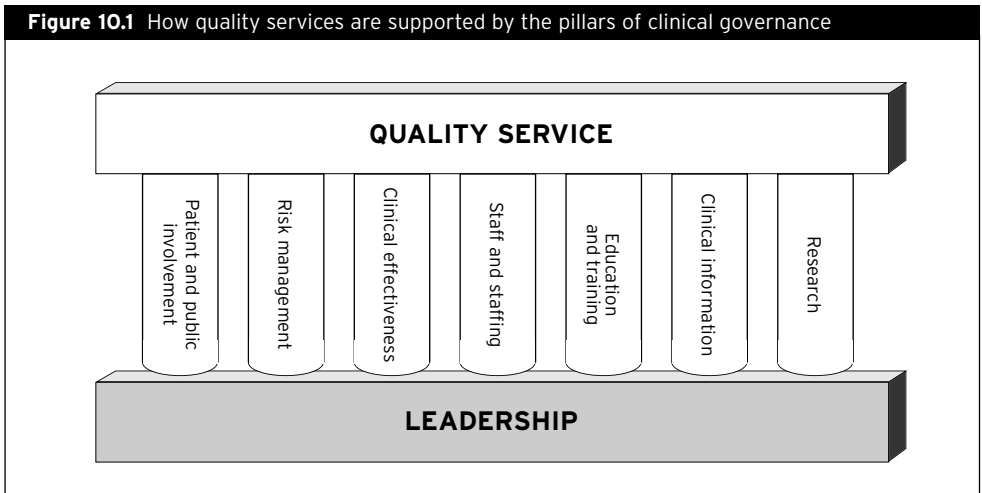 Figure 10.1 How quality services are supported by the pillars of clinical governance
QUALITY SERVICE
Patient and public
involvement
Risk management
Clinical effectiveness
Staff and staffing
Education
and training
Clinical information
Research
LEADERSHIP